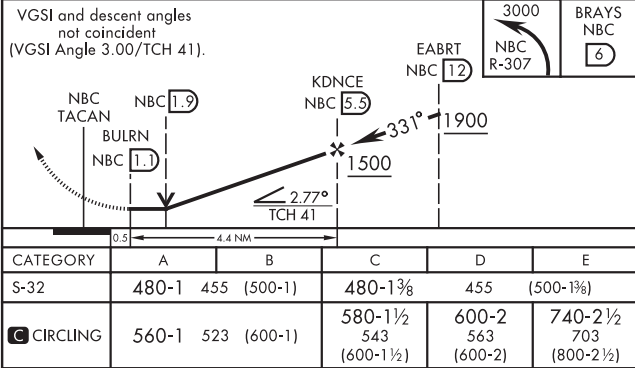 VGSI and descent angles
not coincident
(VGSI Angle 3.00/TCH 41).
3000
NBC
R-307
BRAYS
NBC
6
EABRT
NBC 12
KDNCE
NBC 5.5
NBC
TACAN
NBC 1.9
BULRN
NBC 1.1
331°
1900
1500
2.77°
TCH 41
0.5
4.4 NM
CATEGORY A B C D E
S-32 480-1 455 (500-1) 480-1⅜ 455 (500-1⅜)
C CIRCLING 560-1 523 (600-1) 580-1½ 543 (600-1½) 600-2 563 (600-2) 740-2½ 703 (800-2½)